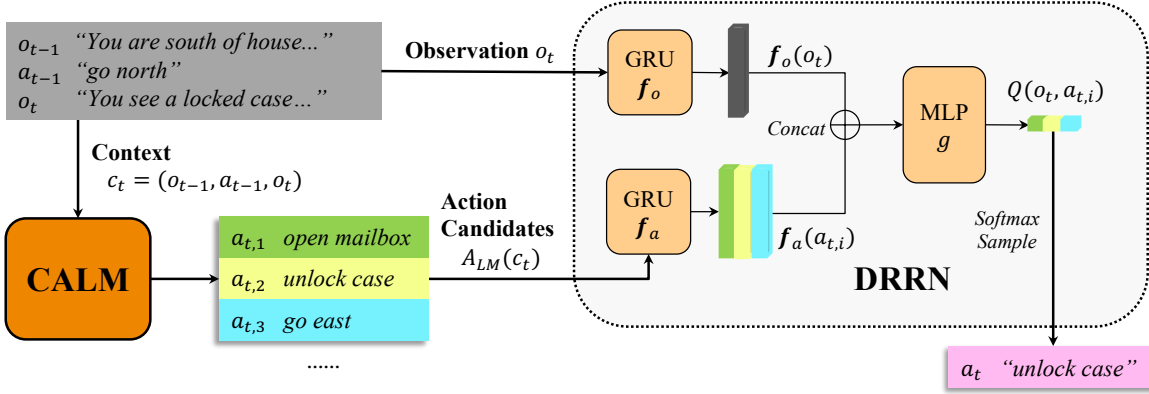 o_{t−1} “You are south of house…”
a_{t−1} “go north”
o_t “You see a locked case…”
Observation o_t
Context
c_t = (o_{t−1}, a_{t−1}, o_t)
CALM
a_{t,1} open mailbox
a_{t,2} unlock case
a_{t,3} go east
......
Action
Candidates
A_{LM}(c_t)
GRU
f_o
f_o(o_t)
GRU
f_a
f_a(a_{t,i})
Concat
MLP
g
Q(o_t, a_{t,i})
Softmax
Sample
DRRN
a_t “unlock case”